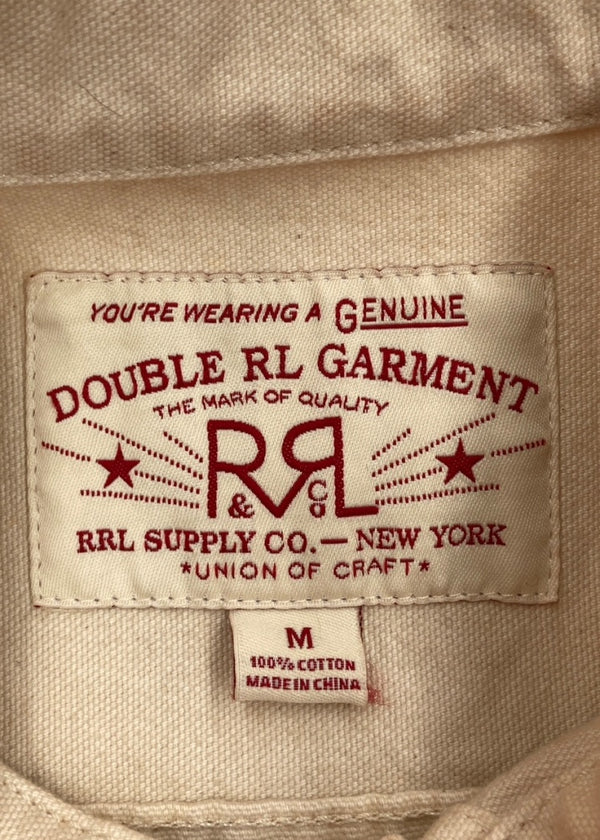 YOU'RE WEARING A GENUINE
DOUBLE RL GARMENT
THE MARK OF QUALITY
RRL
& Co
RRL SUPPLY CO.— NEW YORK
*UNION OF CRAFT*
M
100% COTTON
MADE IN CHINA